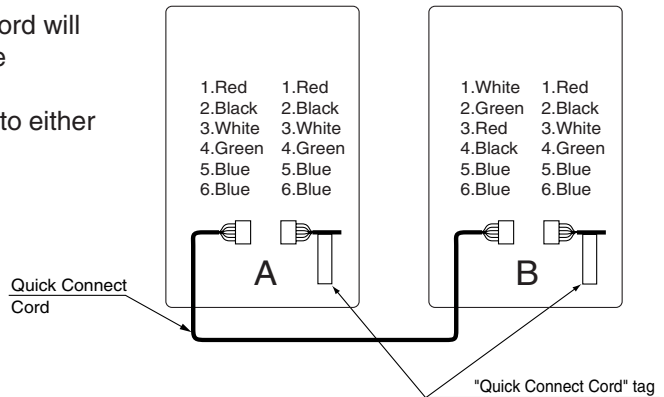 ord will
e
to either
1.Red 1.Red
2.Black 2.Black
3.White 3.White
4.Green 4.Green
5.Blue 5.Blue
6.Blue 6.Blue
A
1.White 1.Red
2.Green 2.Black
3.Red 3.White
4.Black 4.Green
5.Blue 5.Blue
6.Blue 6.Blue
B
Quick Connect
Cord
"Quick Connect Cord" tag